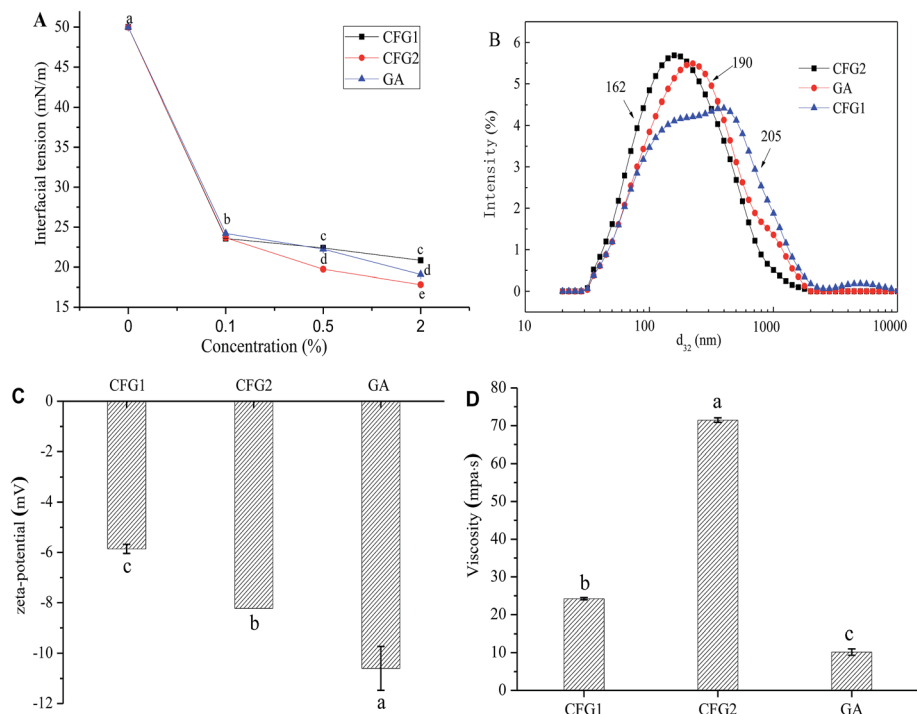 A
Interfacial tension (mN/m)
50
45
40
35
30
25
20
15
a
b
c
c
d
d
e
CFG1
CFG2
GA
0
0.1
0.5
2
Concentration (%)
B
Intensity (%)
6
5
4
3
2
1
0
162
190
205
CFG2
GA
CFG1
10
100
1000
10000
d32 (nm)
C
CFG1
CFG2
GA
zeta-potential (mV)
0
-2
-4
-6
-8
-10
-12
c
b
a
D
Viscosity (mpa·s)
80
70
60
50
40
30
20
10
0
b
a
c
CFG1
CFG2
GA